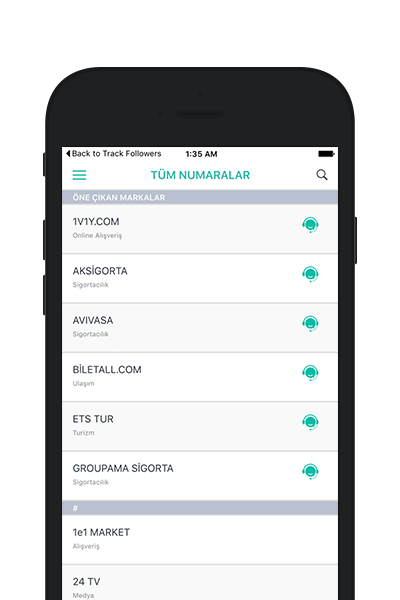 Back to Track Followers 1:35 AM
TÜM NUMARALAR
ÖNE ÇIKAN MARKALAR
1V1Y.COM
Online Alışveriş
AKSİGORTA
Sigortacılık
AVIVASA
Sigortacılık
BİLETALL.COM
Ulaşım
ETS TUR
Turizm
GROUPAMA SİGORTA
Sigortacılık
#
1e1 MARKET
Alışveriş
24 TV
Medya